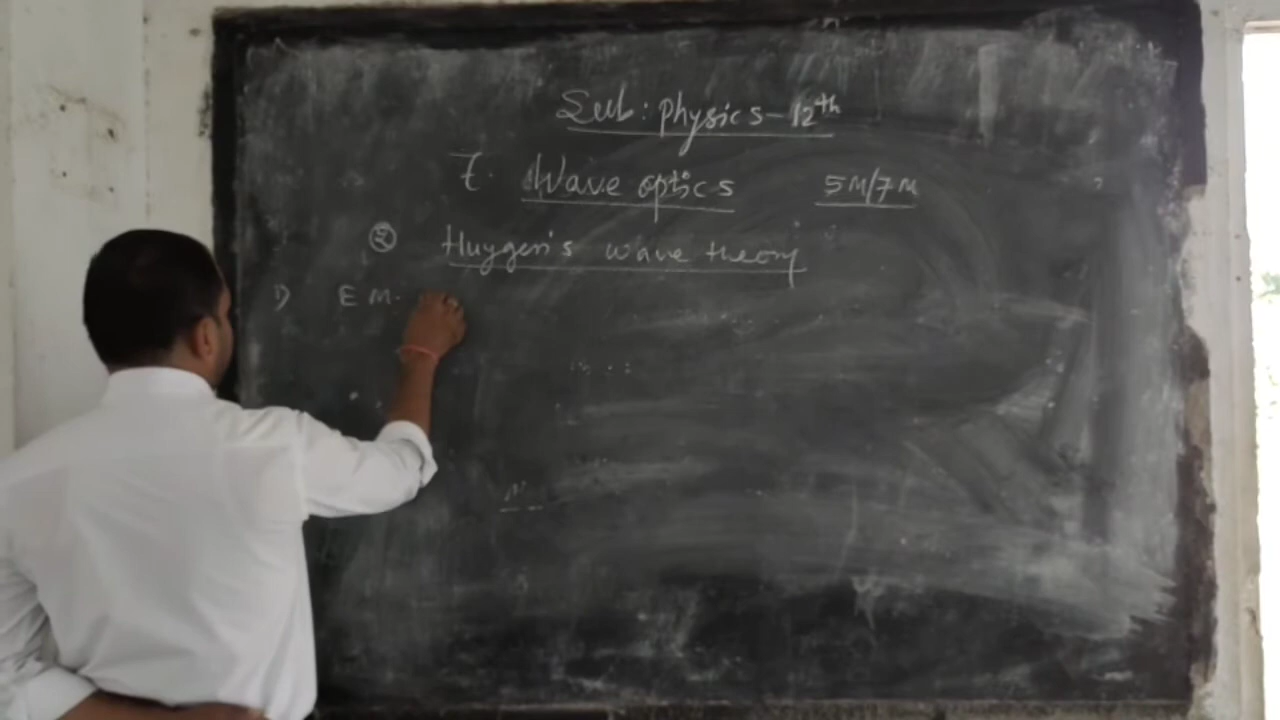 Sub: Physics - 12th
7. Wave optics 5M/7M
② Huygen's wave theory
1) E M.